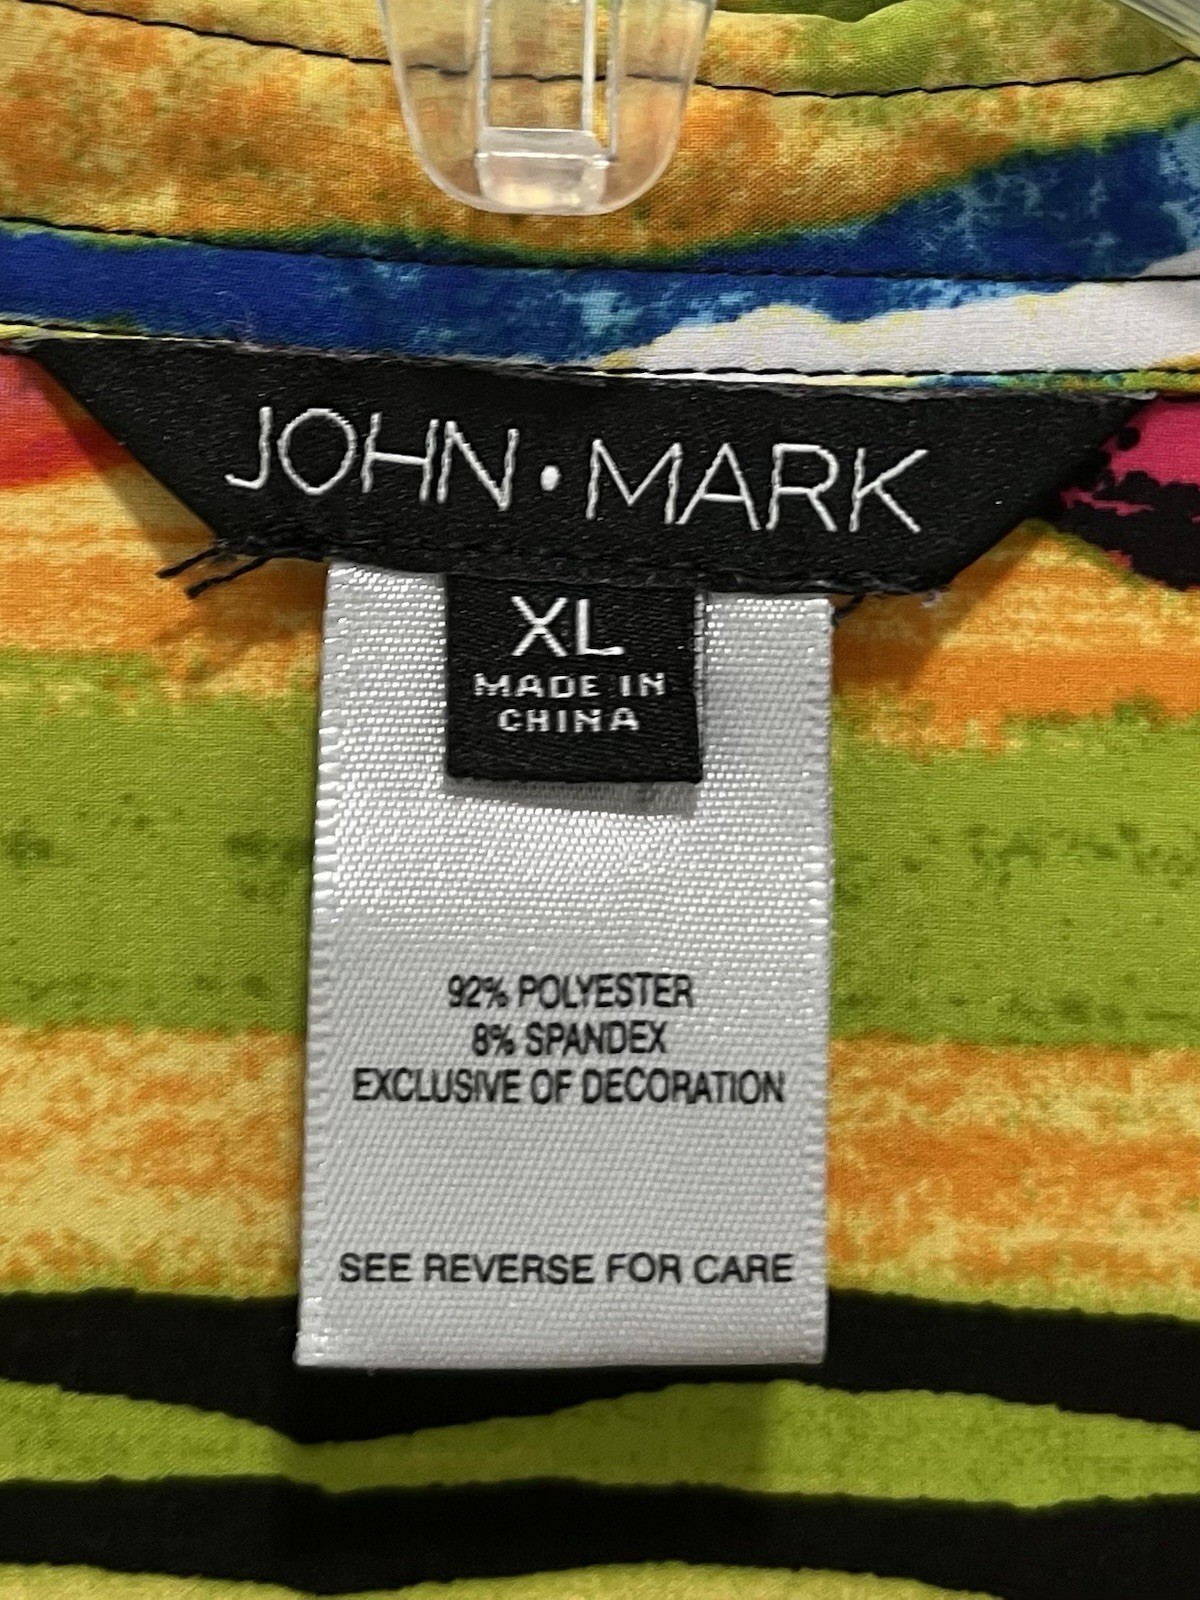 JOHN•MARK
XL
MADE IN
CHINA
92% POLYESTER
8% SPANDEX
EXCLUSIVE OF DECORATION
SEE REVERSE FOR CARE